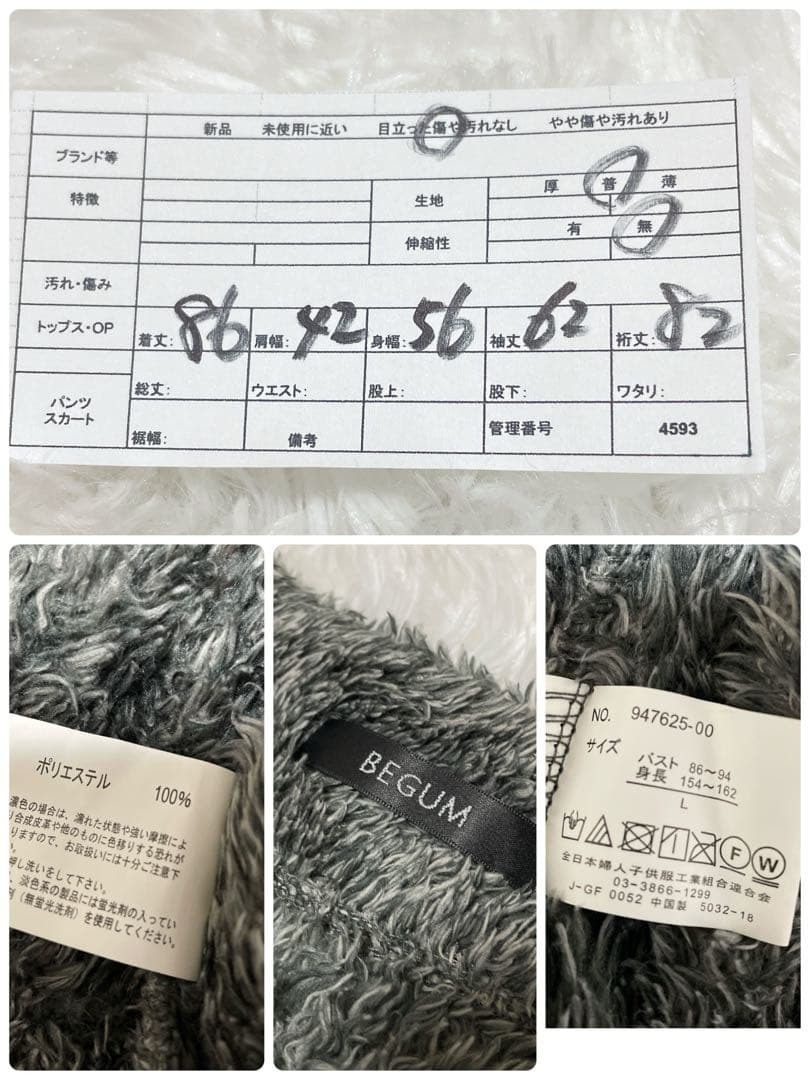 新品 未使用に近い 目立った傷や汚れなし やや傷や汚れあり
ブランド等
特徴 生地 厚 普 薄
伸縮性 有 無
汚れ・傷み
トップス・OP 着丈: 86 肩幅: 42 身幅: 56 袖丈: 62 裄丈: 82
パンツ スカート 総丈: ウエスト: 股上: 股下: ワタリ:
裾幅: 備考 管理番号 4593
ポリエステル 100%
濃色の場合は、濡れた状態や強い摩擦によ
り合成皮革や他のものに色移りする恐れが
りますので、お取扱いには十分ご注意下
押し洗いをして下さい。
、淡色系の製品には蛍光剤の入ってい
剤(無蛍光洗剤)を使用してください。
BEGUM
NO. 947625-00
サイズ
バスト 86〜94
身長 154〜162
L
F W
全日本婦人子供服工業組合連合会
03-3866-1299
J-GF 0052 中国製 5032-18